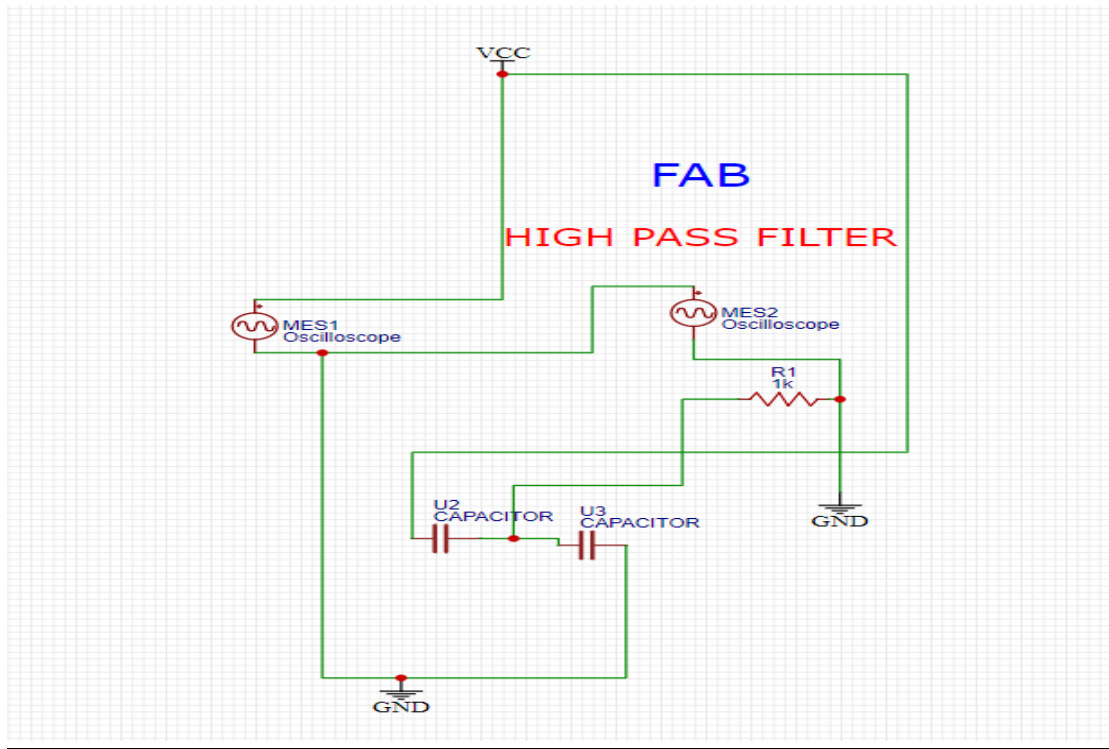 VCC
FAB
HIGH PASS FILTER
MES1
Oscilloscope
MES2
Oscilloscope
R1
1k
U2
CAPACITOR
U3
CAPACITOR
GND
GND